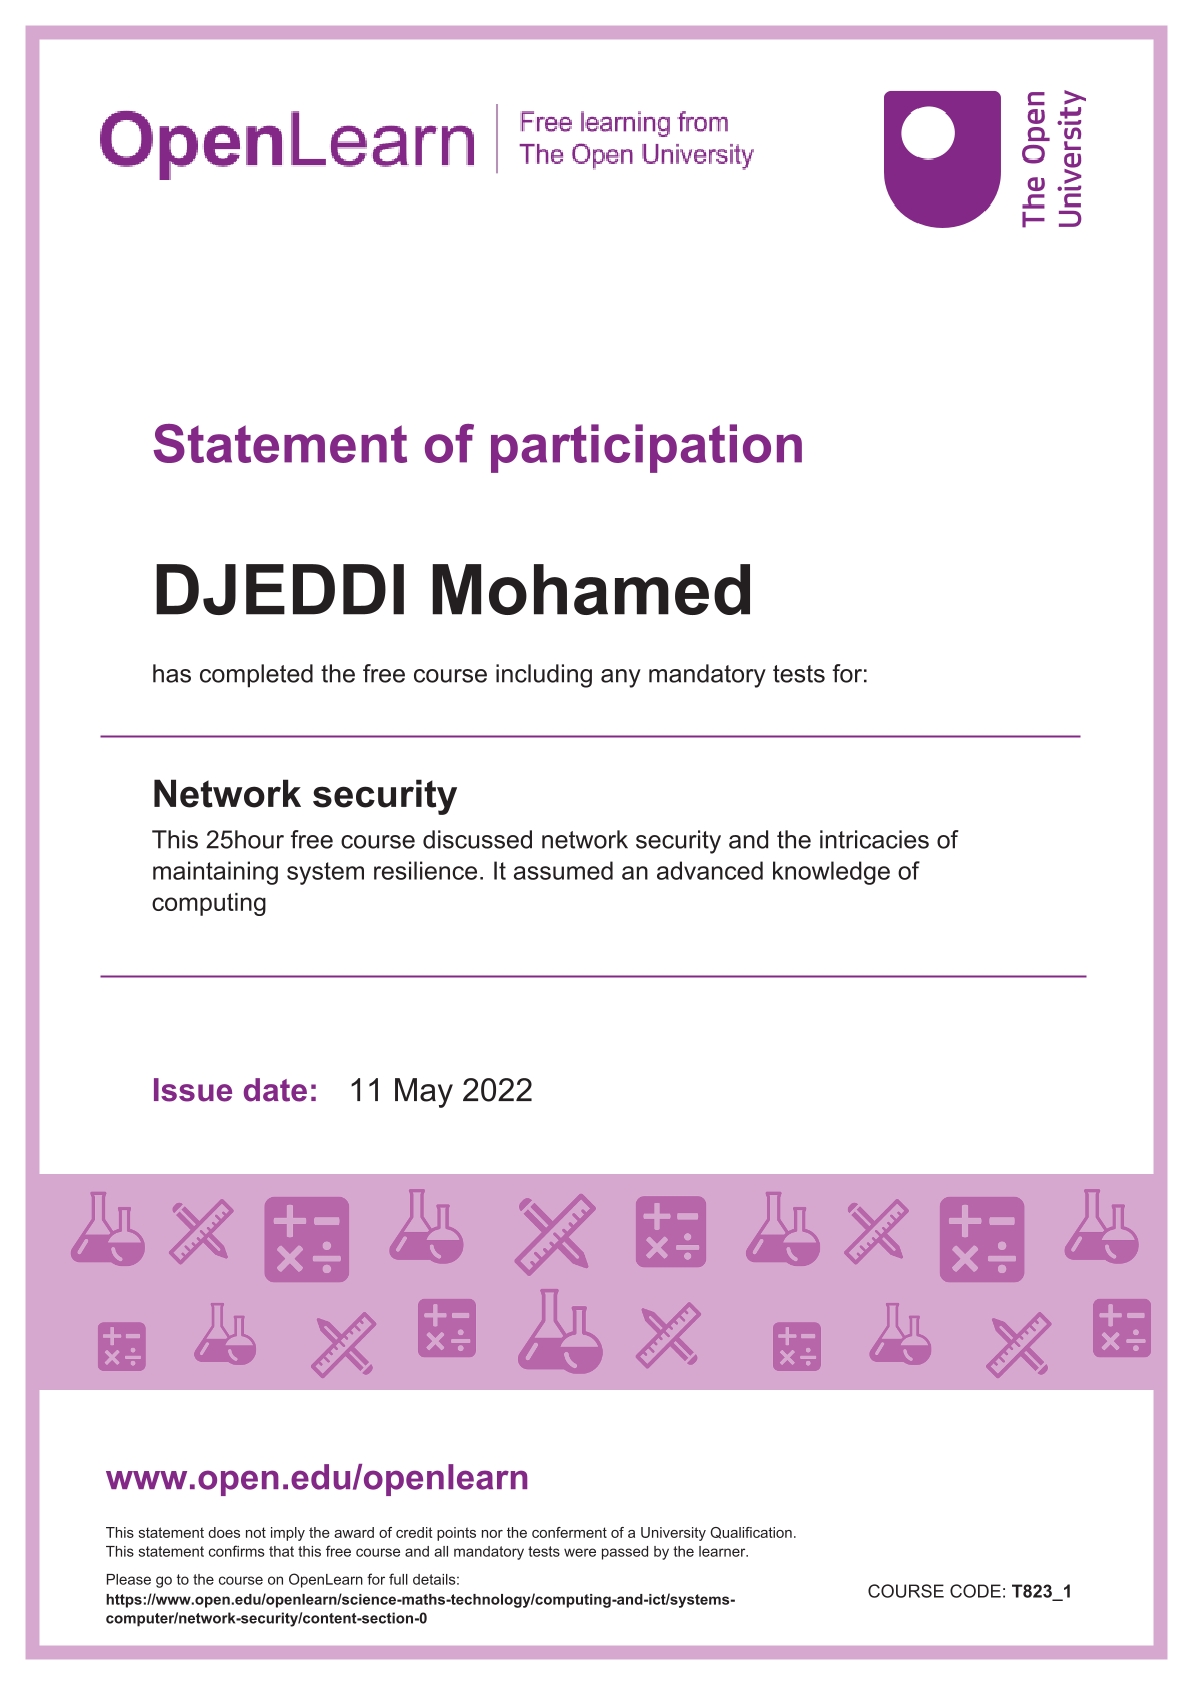 OpenLearn
Free learning from
The Open University
The Open
University
Statement of participation
DJEDDI Mohamed
has completed the free course including any mandatory tests for:
Network security
This 25hour free course discussed network security and the intricacies of
maintaining system resilience. It assumed an advanced knowledge of
computing
Issue date: 11 May 2022
www.open.edu/openlearn
This statement does not imply the award of credit points nor the conferment of a University Qualification.
This statement confirms that this free course and all mandatory tests were passed by the learner.
Please go to the course on OpenLearn for full details:
https://www.open.edu/openlearn/science-maths-technology/computing-and-ict/systems-
computer/network-security/content-section-0
COURSE CODE: T823_1